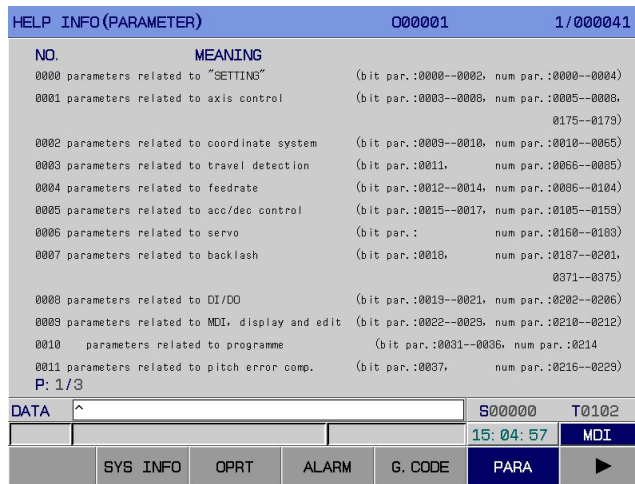 HELP INFO(PARAMETER) O00001 1/000041
NO. MEANING
0000 parameters related to "SETTING" (bit par.:0000--0002, num par.:0000--0004)
0001 parameters related to axis control (bit par.:0003--0008, num par.:0005--0008,
0175--0179)
0002 parameters related to coordinate system (bit par.:0009--0010, num par.:0010--0065)
0003 parameters related to travel detection (bit par.:0011, num par.:0066--0085)
0004 parameters related to feedrate (bit par.:0012--0014, num par.:0086--0104)
0005 parameters related to acc/dec control (bit par.:0015--0017, num par.:0105--0159)
0006 parameters related to servo (bit par.: num par.:0160--0183)
0007 parameters related to backlash (bit par.:0018, num par.:0187--0201,
0371--0375)
0008 parameters related to DI/DO (bit par.:0019--0021, num par.:0202--0206)
0009 parameters related to MDI, display and edit (bit par.:0022--0029, num par.:0210--0212)
0010 parameters related to programme (bit par.:0031--0036, num par.:0214
0011 parameters related to pitch error comp. (bit par.:0037, num par.:0216--0229)
P: 1/3
DATA ^ S00000 T0102
15:04:57 MDI
SYS INFO OPRT ALARM G. CODE PARA ▶